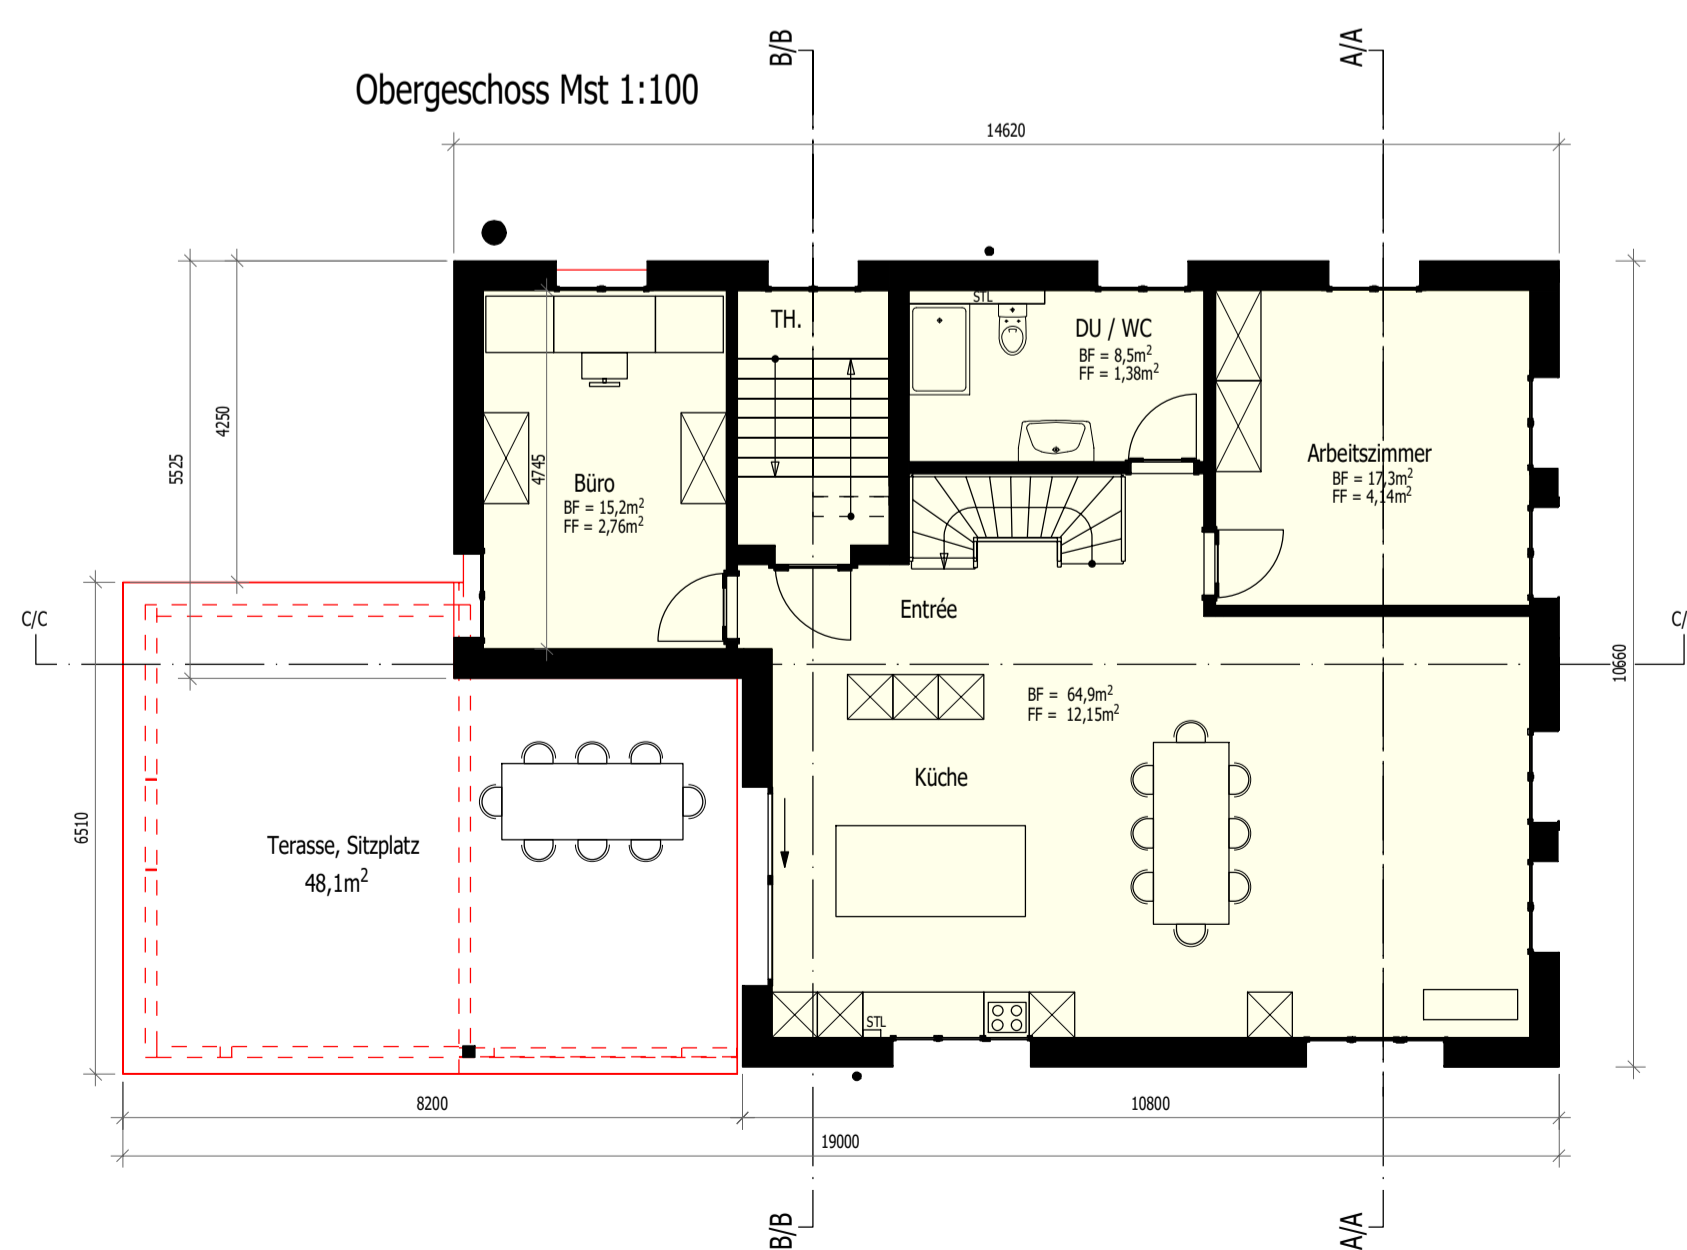 B/B
A/A
Obergeschoss Mst 1:100
14620
TH.
STL
DU / WC
BF = 8,5m²
FF = 1,38m²
4250
5525
4745
Büro
BF = 15,2m²
FF = 2,76m²
Arbeitszimmer
BF = 17,3m²
FF = 4,14m²
Entrée
C/C
C/
10660
BF = 64,9m²
FF = 12,15m²
Küche
6510
Terasse, Sitzplatz
48,1m²
STL
8200
10800
19000
B/B
A/A